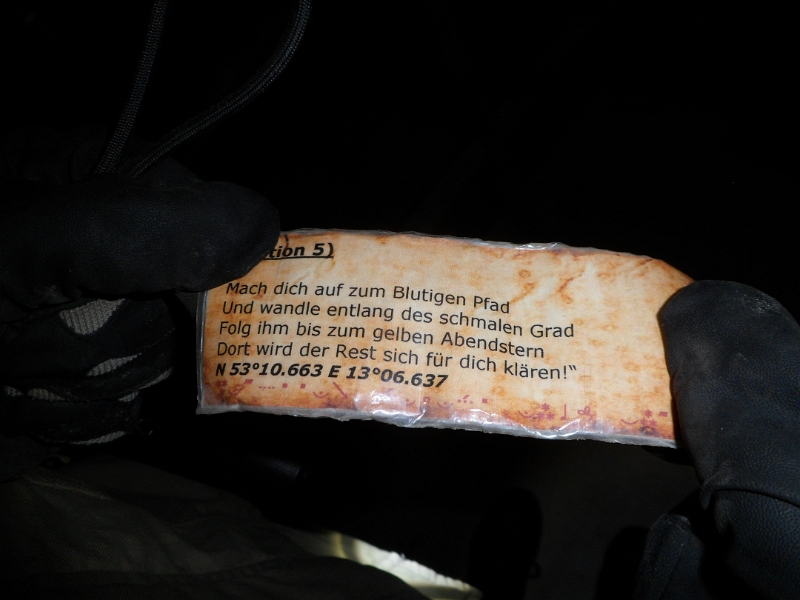 tion 5)
Mach dich auf zum Blutigen Pfad
Und wandle entlang des schmalen Grad
Folg ihm bis zum gelben Abendstern
Dort wird der Rest sich für dich klären!“
N 53°10.663 E 13°06.637